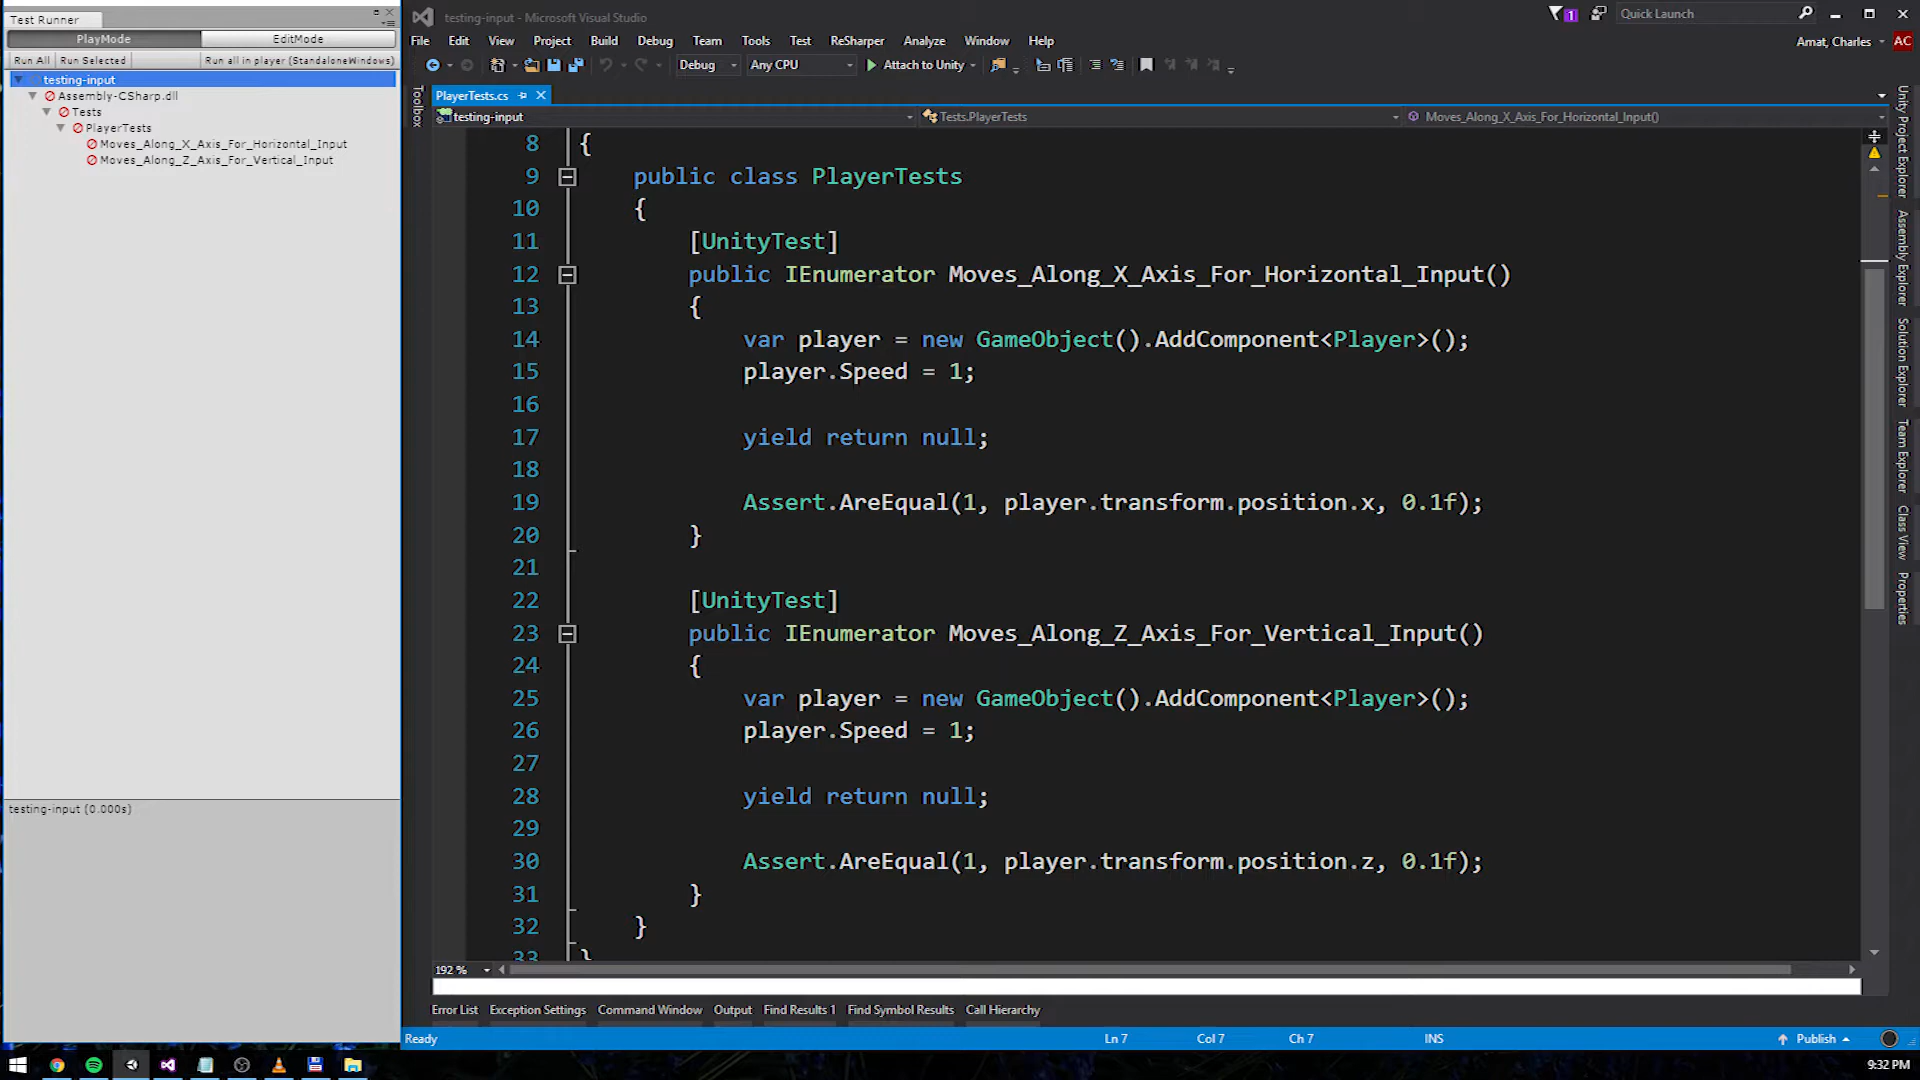 Test Runner
PlayMode
EditMode
Run All
Run Selected
Run all in player (StandaloneWindows)
testing-input
Assembly-CSharp.dll
Tests
PlayerTests
Moves_Along_X_Axis_For_Horizontal_Input
Moves_Along_Z_Axis_For_Vertical_Input
testing-input (0.000s)
testing-input - Microsoft Visual Studio
1
Quick Launch
File Edit View Project Build Debug Team Tools Test ReSharper Analyze Window Help
Amat, Charles
AC
Debug
Any CPU
Attach to Unity
Toolbox
PlayerTests.cs
testing-input
Tests.PlayerTests
Moves_Along_X_Axis_For_Horizontal_Input()
8 {
9 public class PlayerTests
10 {
11 [UnityTest]
12 public IEnumerator Moves_Along_X_Axis_For_Horizontal_Input()
13 {
14 var player = new GameObject().AddComponent<Player>();
15 player.Speed = 1;
16
17 yield return null;
18
19 Assert.AreEqual(1, player.transform.position.x, 0.1f);
20 }
21
22 [UnityTest]
23 public IEnumerator Moves_Along_Z_Axis_For_Vertical_Input()
24 {
25 var player = new GameObject().AddComponent<Player>();
26 player.Speed = 1;
27
28 yield return null;
29
30 Assert.AreEqual(1, player.transform.position.z, 0.1f);
31 }
32 }
33 }
Unity Project Explorer
Assembly Explorer
Solution Explorer
Team Explorer
Class View
Properties
192 %
Error List Exception Settings Command Window Output Find Results 1 Find Symbol Results Call Hierarchy
Ready
Ln 7
Col 7
Ch 7
INS
Publish
9:32 PM